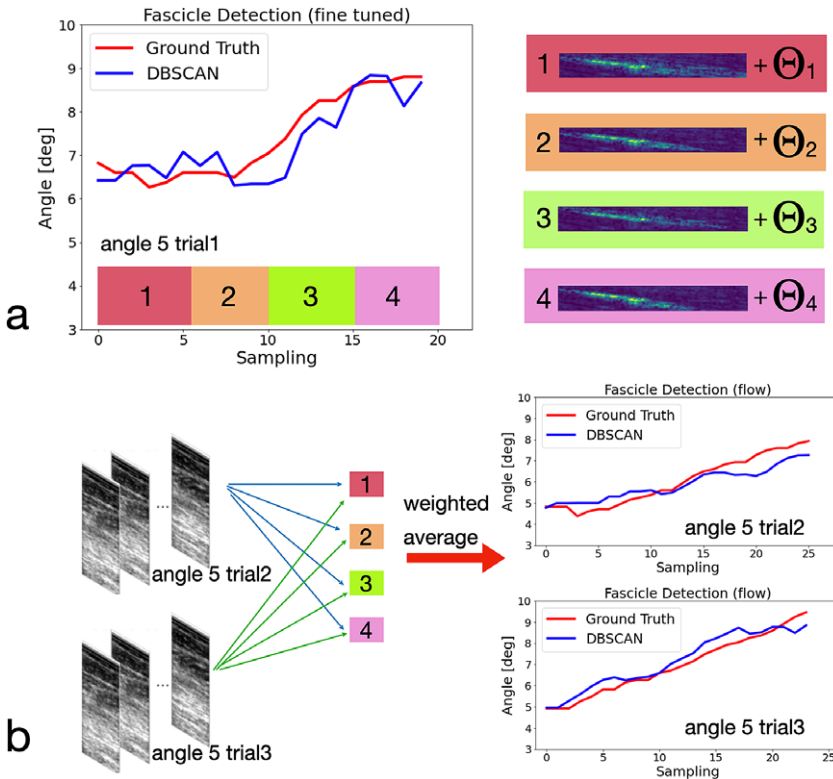 Fascicle Detection (fine tuned)
10
9
8
7
6
5
4
3
Angle [deg]
Ground Truth
DBSCAN
angle 5 trial1
1 2 3 4
0 5 10 15 20
Sampling
a
1 + Θ1
2 + Θ2
3 + Θ3
4 + Θ4
b
...
angle 5 trial2
...
angle 5 trial3
1
2
3
4
weighted
average
Fascicle Detection (flow)
10
9
8
7
6
5
4
3
Angle [deg]
Ground Truth
DBSCAN
angle 5 trial2
0 5 10 15 20 25
Sampling
Fascicle Detection (flow)
10
9
8
7
6
5
4
3
Angle [deg]
Ground Truth
DBSCAN
angle 5 trial3
0 5 10 15 20 25
Sampling